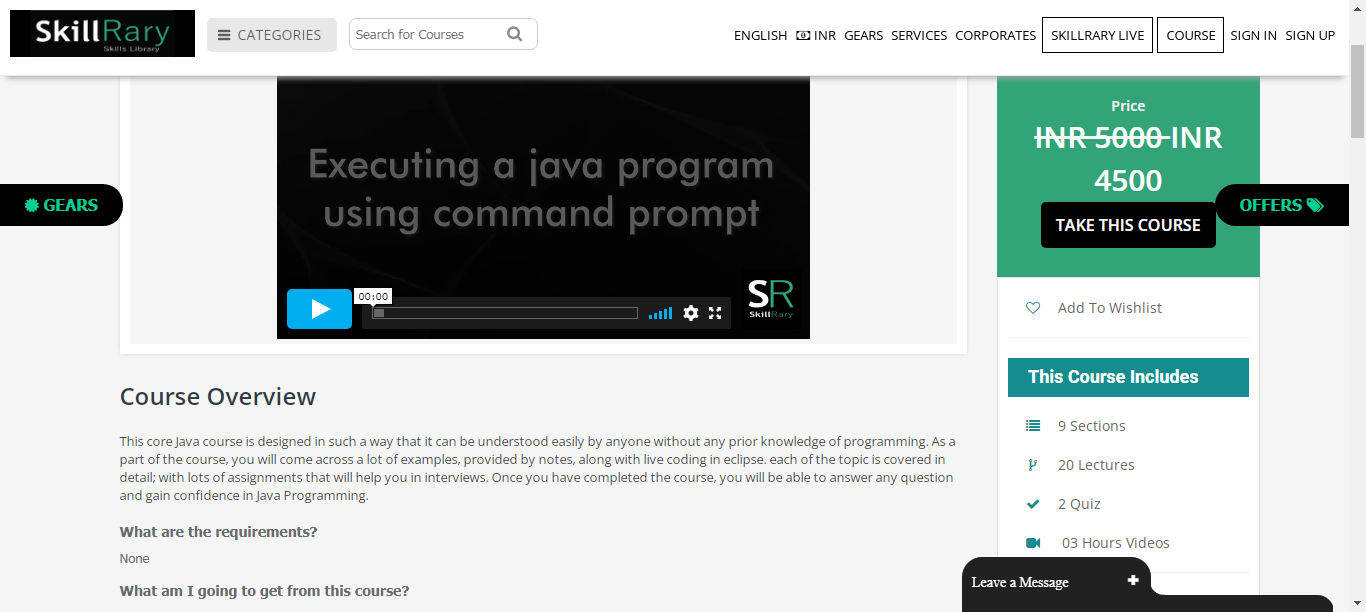 SkillRary
Skills Library
CATEGORIES
Search for Courses
ENGLISH INR GEARS SERVICES CORPORATES SKILLRARY LIVE COURSE SIGN IN SIGN UP
Executing a java program
using command prompt
00:00
SR
SkillRary
GEARS
Price
INR 5000 INR
4500
TAKE THIS COURSE
OFFERS
Add To Wishlist
This Course Includes
9 Sections
20 Lectures
2 Quiz
03 Hours Videos
Course Overview
This core Java course is designed in such a way that it can be understood easily by anyone without any prior knowledge of programming. As a
part of the course, you will come across a lot of examples, provided by notes, along with live coding in eclipse. each of the topic is covered in
detail; with lots of assignments that will help you in interviews. Once you have completed the course, you will be able to answer any question
and gain confidence in Java Programming.
What are the requirements?
None
What am I going to get from this course?
Leave a Message